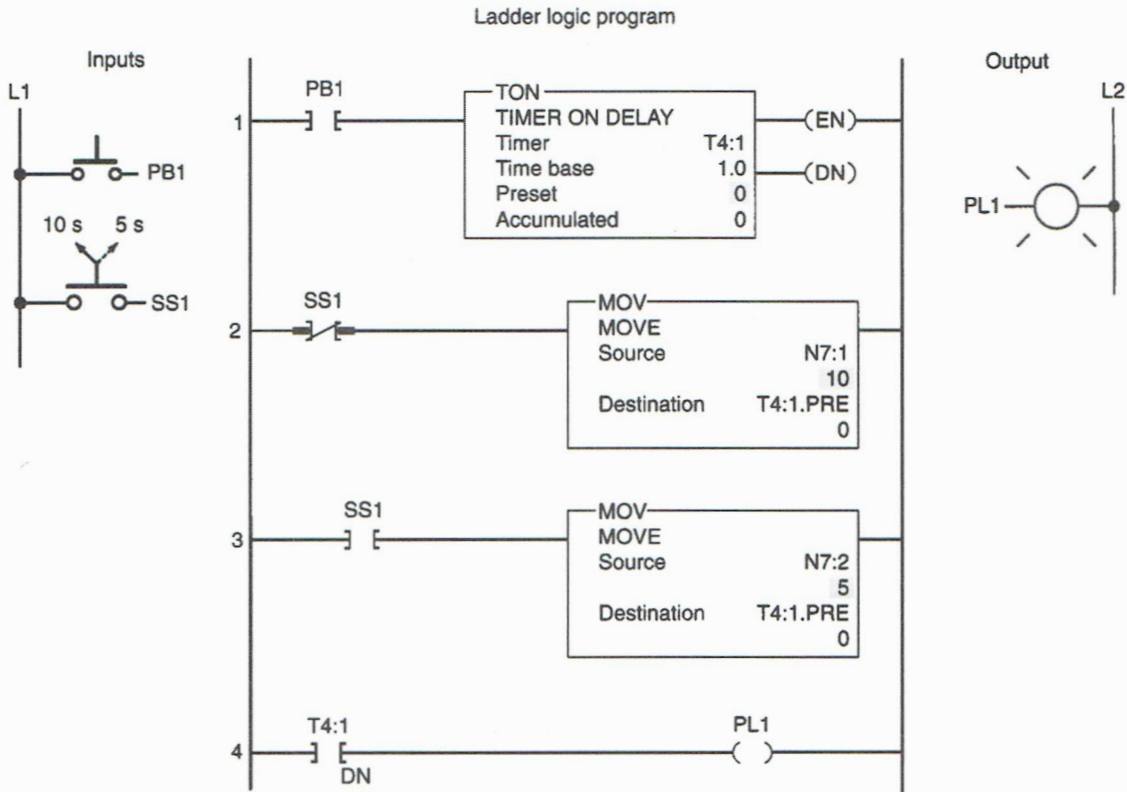 Ladder logic program
Inputs
Output
L1
L2
PB1
10 s 5 s
SS1
PL1
1
PB1
TON
TIMER ON DELAY
Timer T4:1
Time base 1.0
Preset 0
Accumulated 0
(EN)
(DN)
2
SS1
MOV
MOVE
Source N7:1
10
Destination T4:1.PRE
0
3
SS1
MOV
MOVE
Source N7:2
5
Destination T4:1.PRE
0
4
T4:1
DN
PL1